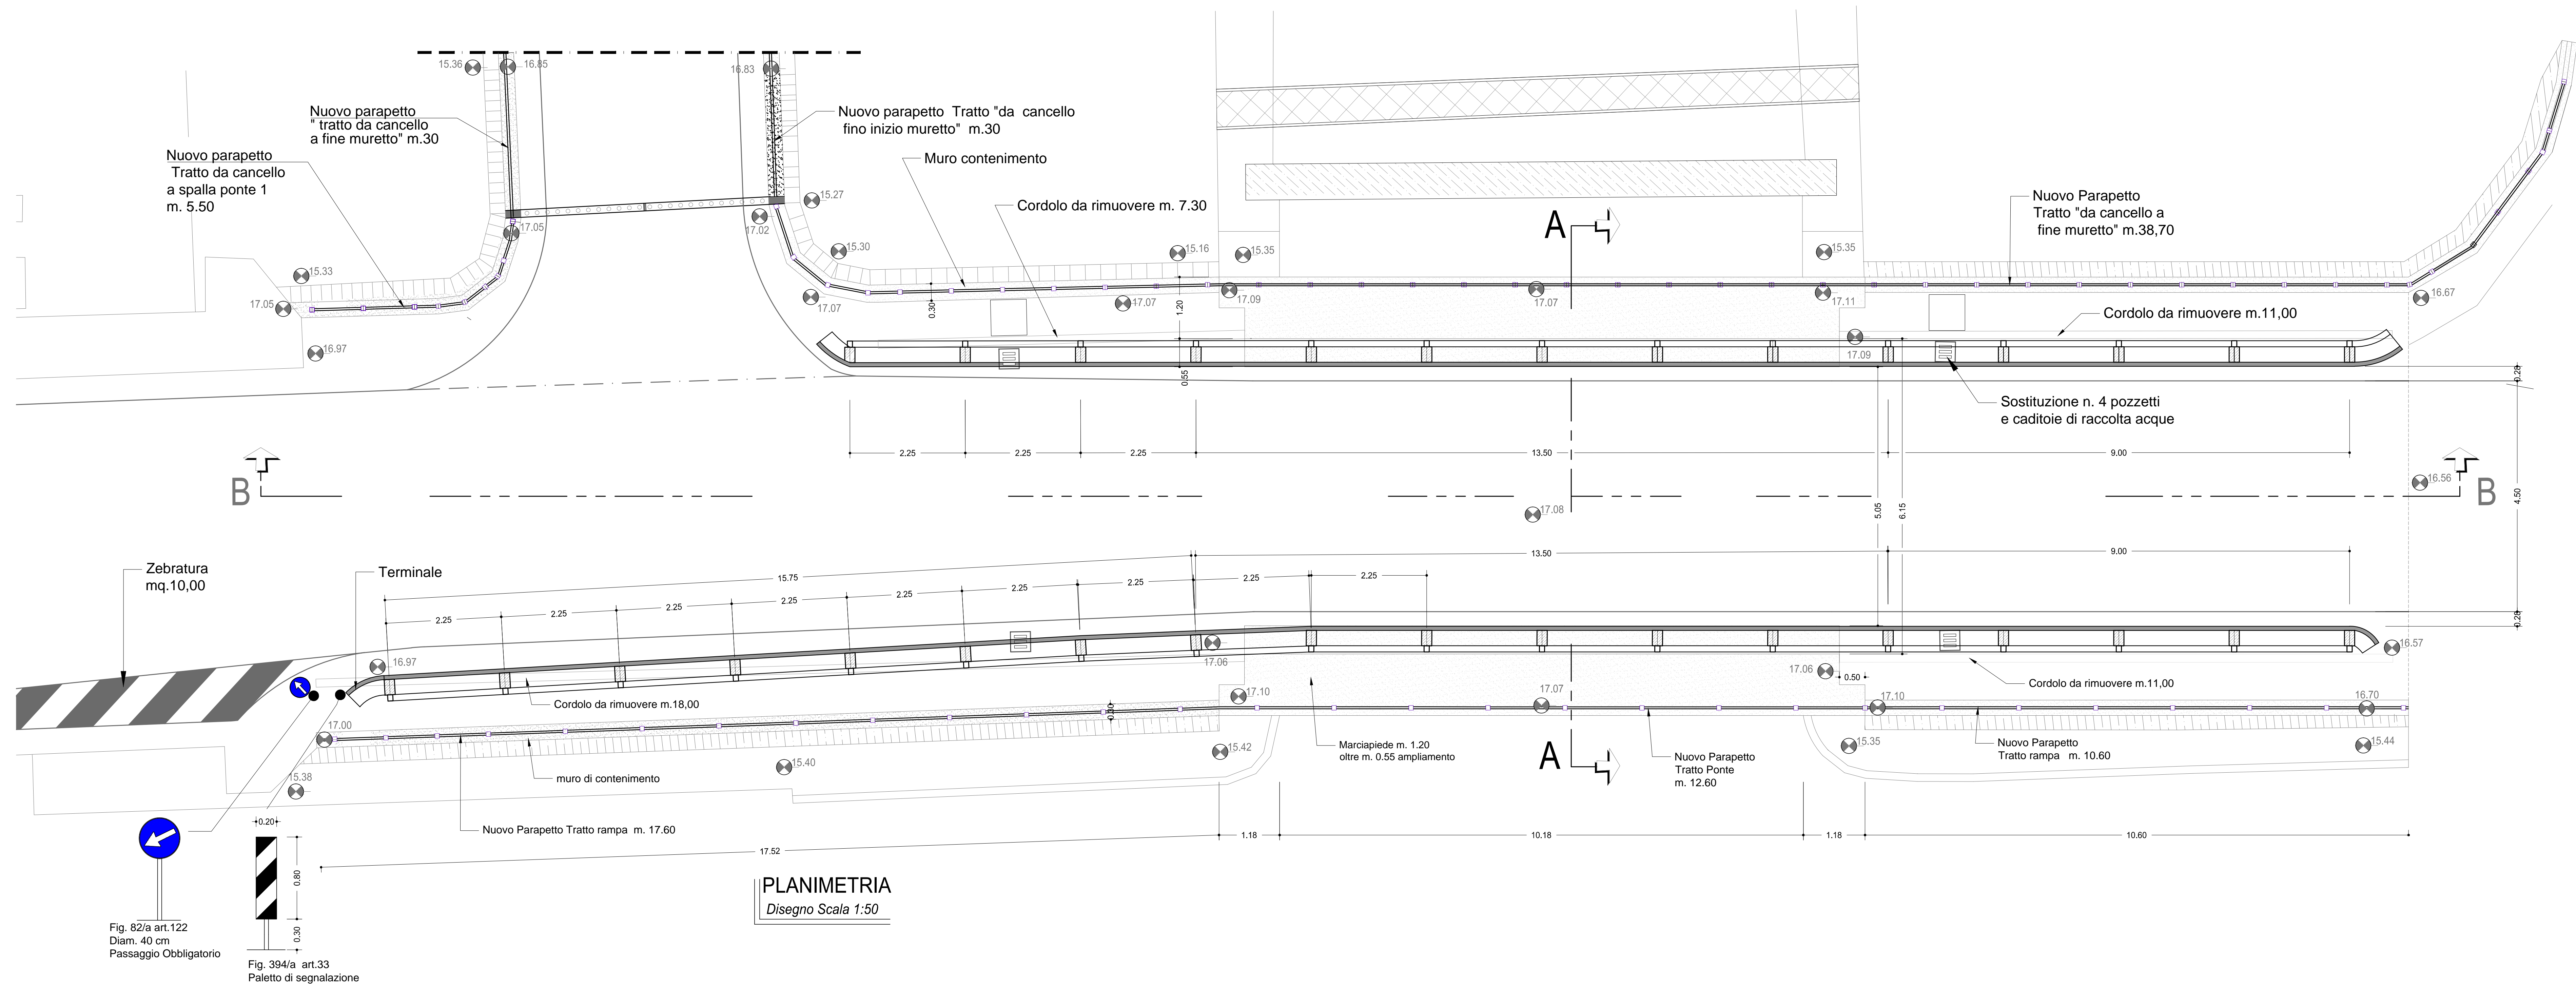 15.36
16.85
16.83
Nuovo parapetto
" tratto da cancello
a fine muretto" m.30
Nuovo parapetto
Tratto da cancello
a spalla ponte 1
m. 5.50
Nuovo parapetto Tratto "da cancello
fino inizio muretto" m.30
Muro contenimento
Cordolo da rimuovere m. 7.30
Nuovo Parapetto
Tratto "da cancello a
fine muretto" m.38,70
A
15.27
17.02
17.05
15.30
15.16
15.35
15.35
15.33
17.05
17.07
0.30
17.07
1.20
17.09
17.07
17.11
16.67
Cordolo da rimuovere m.11,00
16.97
17.09
0.55
0.28
Sostituzione n. 4 pozzetti
e caditoie di raccolta acque
2.25
2.25
2.25
13.50
9.00
B
B
16.56
4.50
17.08
5.05
6.15
Zebratura
mq.10,00
Terminale
15.75
13.50
9.00
2.25
2.25
2.25
2.25
2.25
2.25
2.25
2.25
2.25
0.28
16.97
17.06
17.06
16.57
0.50
Cordolo da rimuovere m.18,00
Cordolo da rimuovere m.11,00
17.00
0.30
17.10
17.07
17.10
16.70
15.38
15.40
15.42
15.35
15.44
muro di contenimento
Marciapiede m. 1.20
oltre m. 0.55 ampliamento
A
Nuovo Parapetto
Tratto Ponte
m. 12.60
Nuovo Parapetto
Tratto rampa m. 10.60
Nuovo Parapetto Tratto rampa m. 17.60
0.20
0.80
0.30
17.52
1.18
10.18
1.18
10.60
PLANIMETRIA
Disegno Scala 1:50
Fig. 82/a art.122
Diam. 40 cm
Passaggio Obbligatorio
Fig. 394/a art.33
Paletto di segnalazione